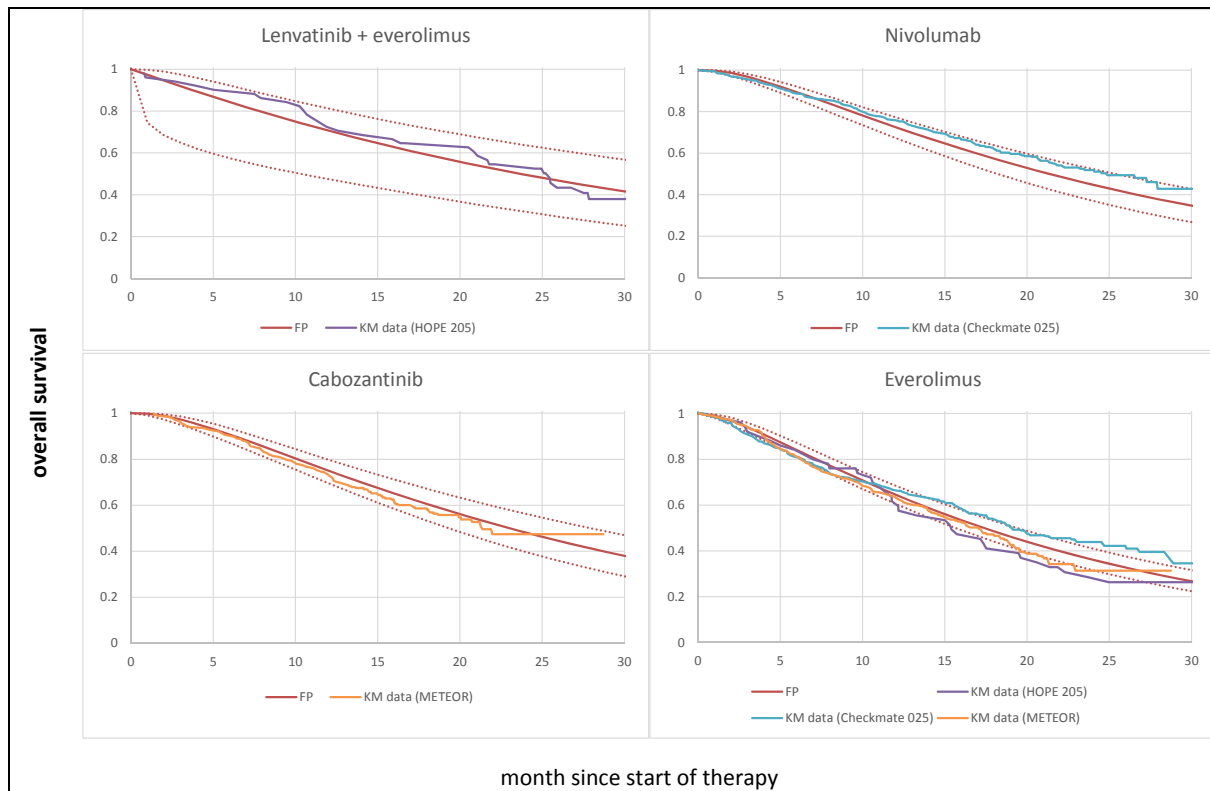 Lenvatinib + everolimus
1
0.8
0.6
0.4
0.2
0
0 5 10 15 20 25 30
FP KM data (HOPE 205)
Nivolumab
1
0.8
0.6
0.4
0.2
0
0 5 10 15 20 25 30
FP KM data (Checkmate 025)
overall survival
Cabozantinib
1
0.8
0.6
0.4
0.2
0
0 5 10 15 20 25 30
FP KM data (METEOR)
Everolimus
1
0.8
0.6
0.4
0.2
0
0 5 10 15 20 25 30
FP KM data (HOPE 205)
KM data (Checkmate 025) KM data (METEOR)
month since start of therapy